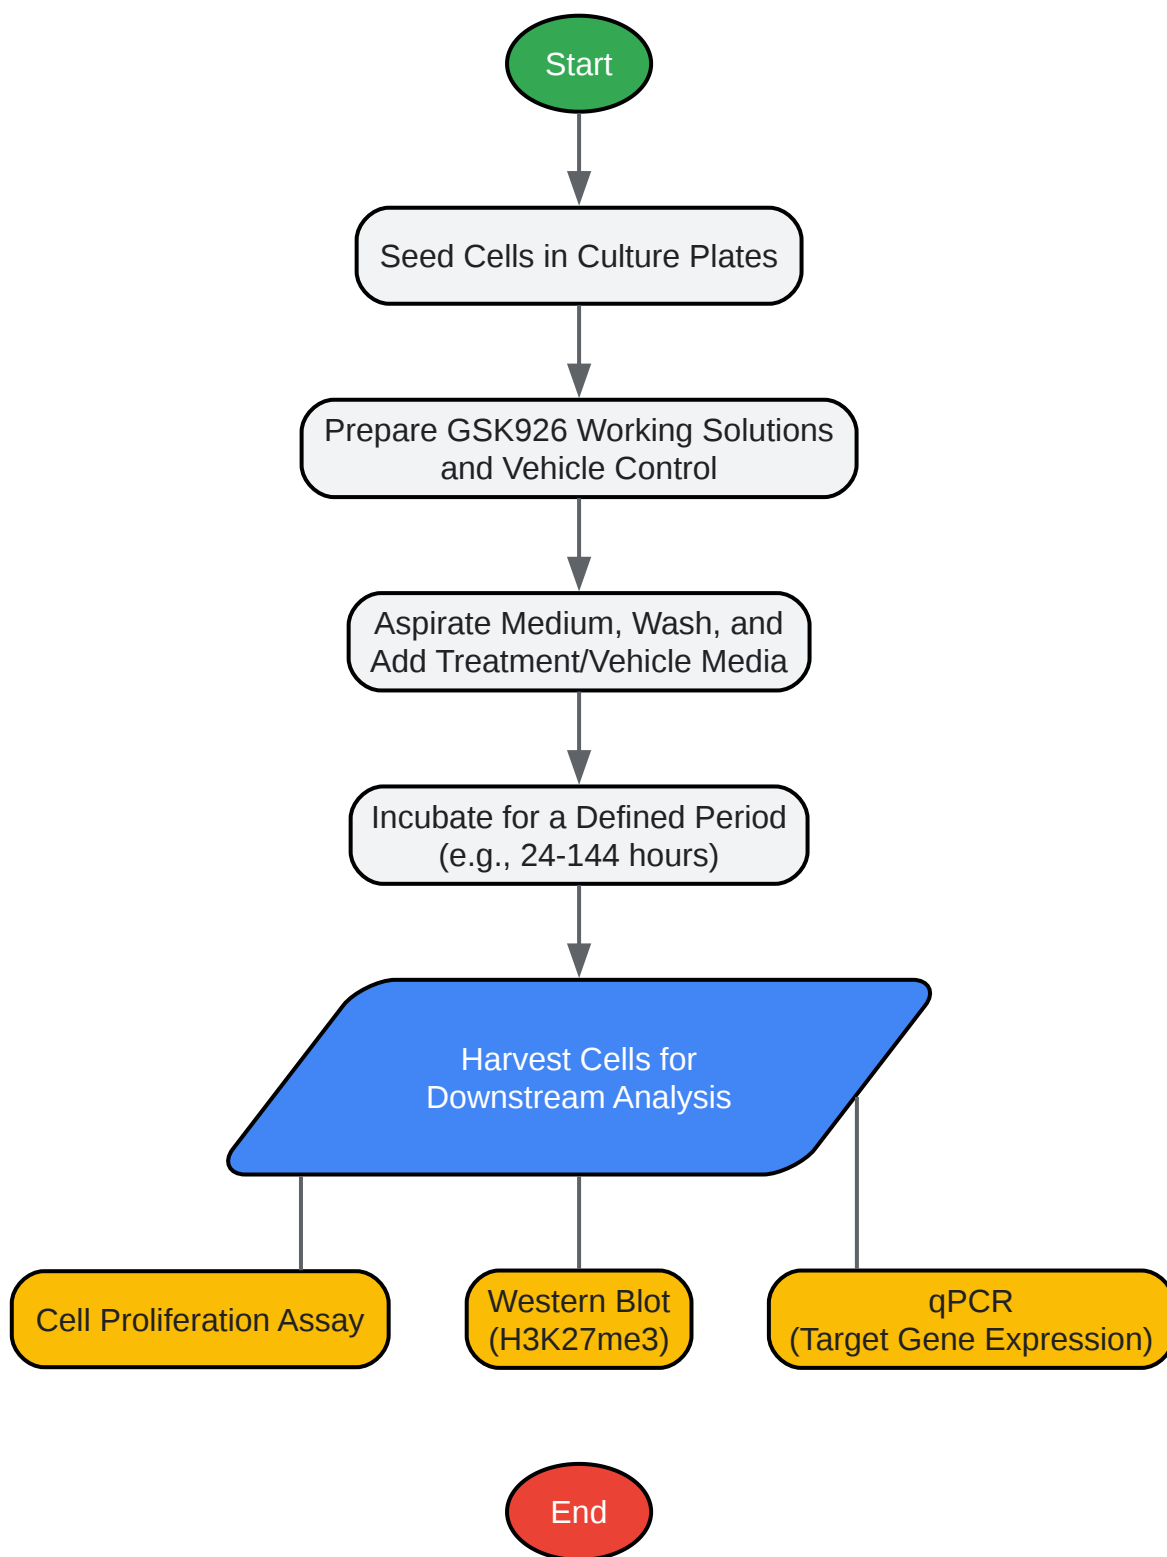 Start
Seed Cells in Culture Plates
Prepare GSK926 Working Solutions
and Vehicle Control
Aspirate Medium, Wash, and
Add Treatment/Vehicle Media
Incubate for a Defined Period
(e.g., 24-144 hours)
Harvest Cells for
Downstream Analysis
Cell Proliferation Assay
Western Blot
(H3K27me3)
qPCR
(Target Gene Expression)
End